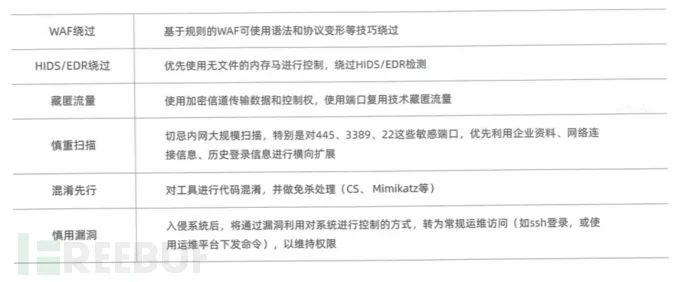 WAF绕过
基于规则的WAF可使用语法和协议变形等技巧绕过
HIDS/EDR绕过
优先使用无文件的内存马进行控制，绕过HIDS/EDR检测
藏匿流量
使用加密信道传输数据和控制权，使用端口复用技术藏匿流量
慎重扫描
切忌内网大规模扫描，特别是对445、3389、22这些敏感端口，优先利用企业资料、网络连
接信息、历史登录信息进行横向扩展
混淆先行
对工具进行代码混淆，并做免杀处理（CS、 Mimikatz等）
慎用漏洞
入侵系统后，将通过漏洞利用对系统进行控制的方式，转为常规运维访问（如ssh登录，或使
用运维平台下发命令），以维持权限
FREEBUF